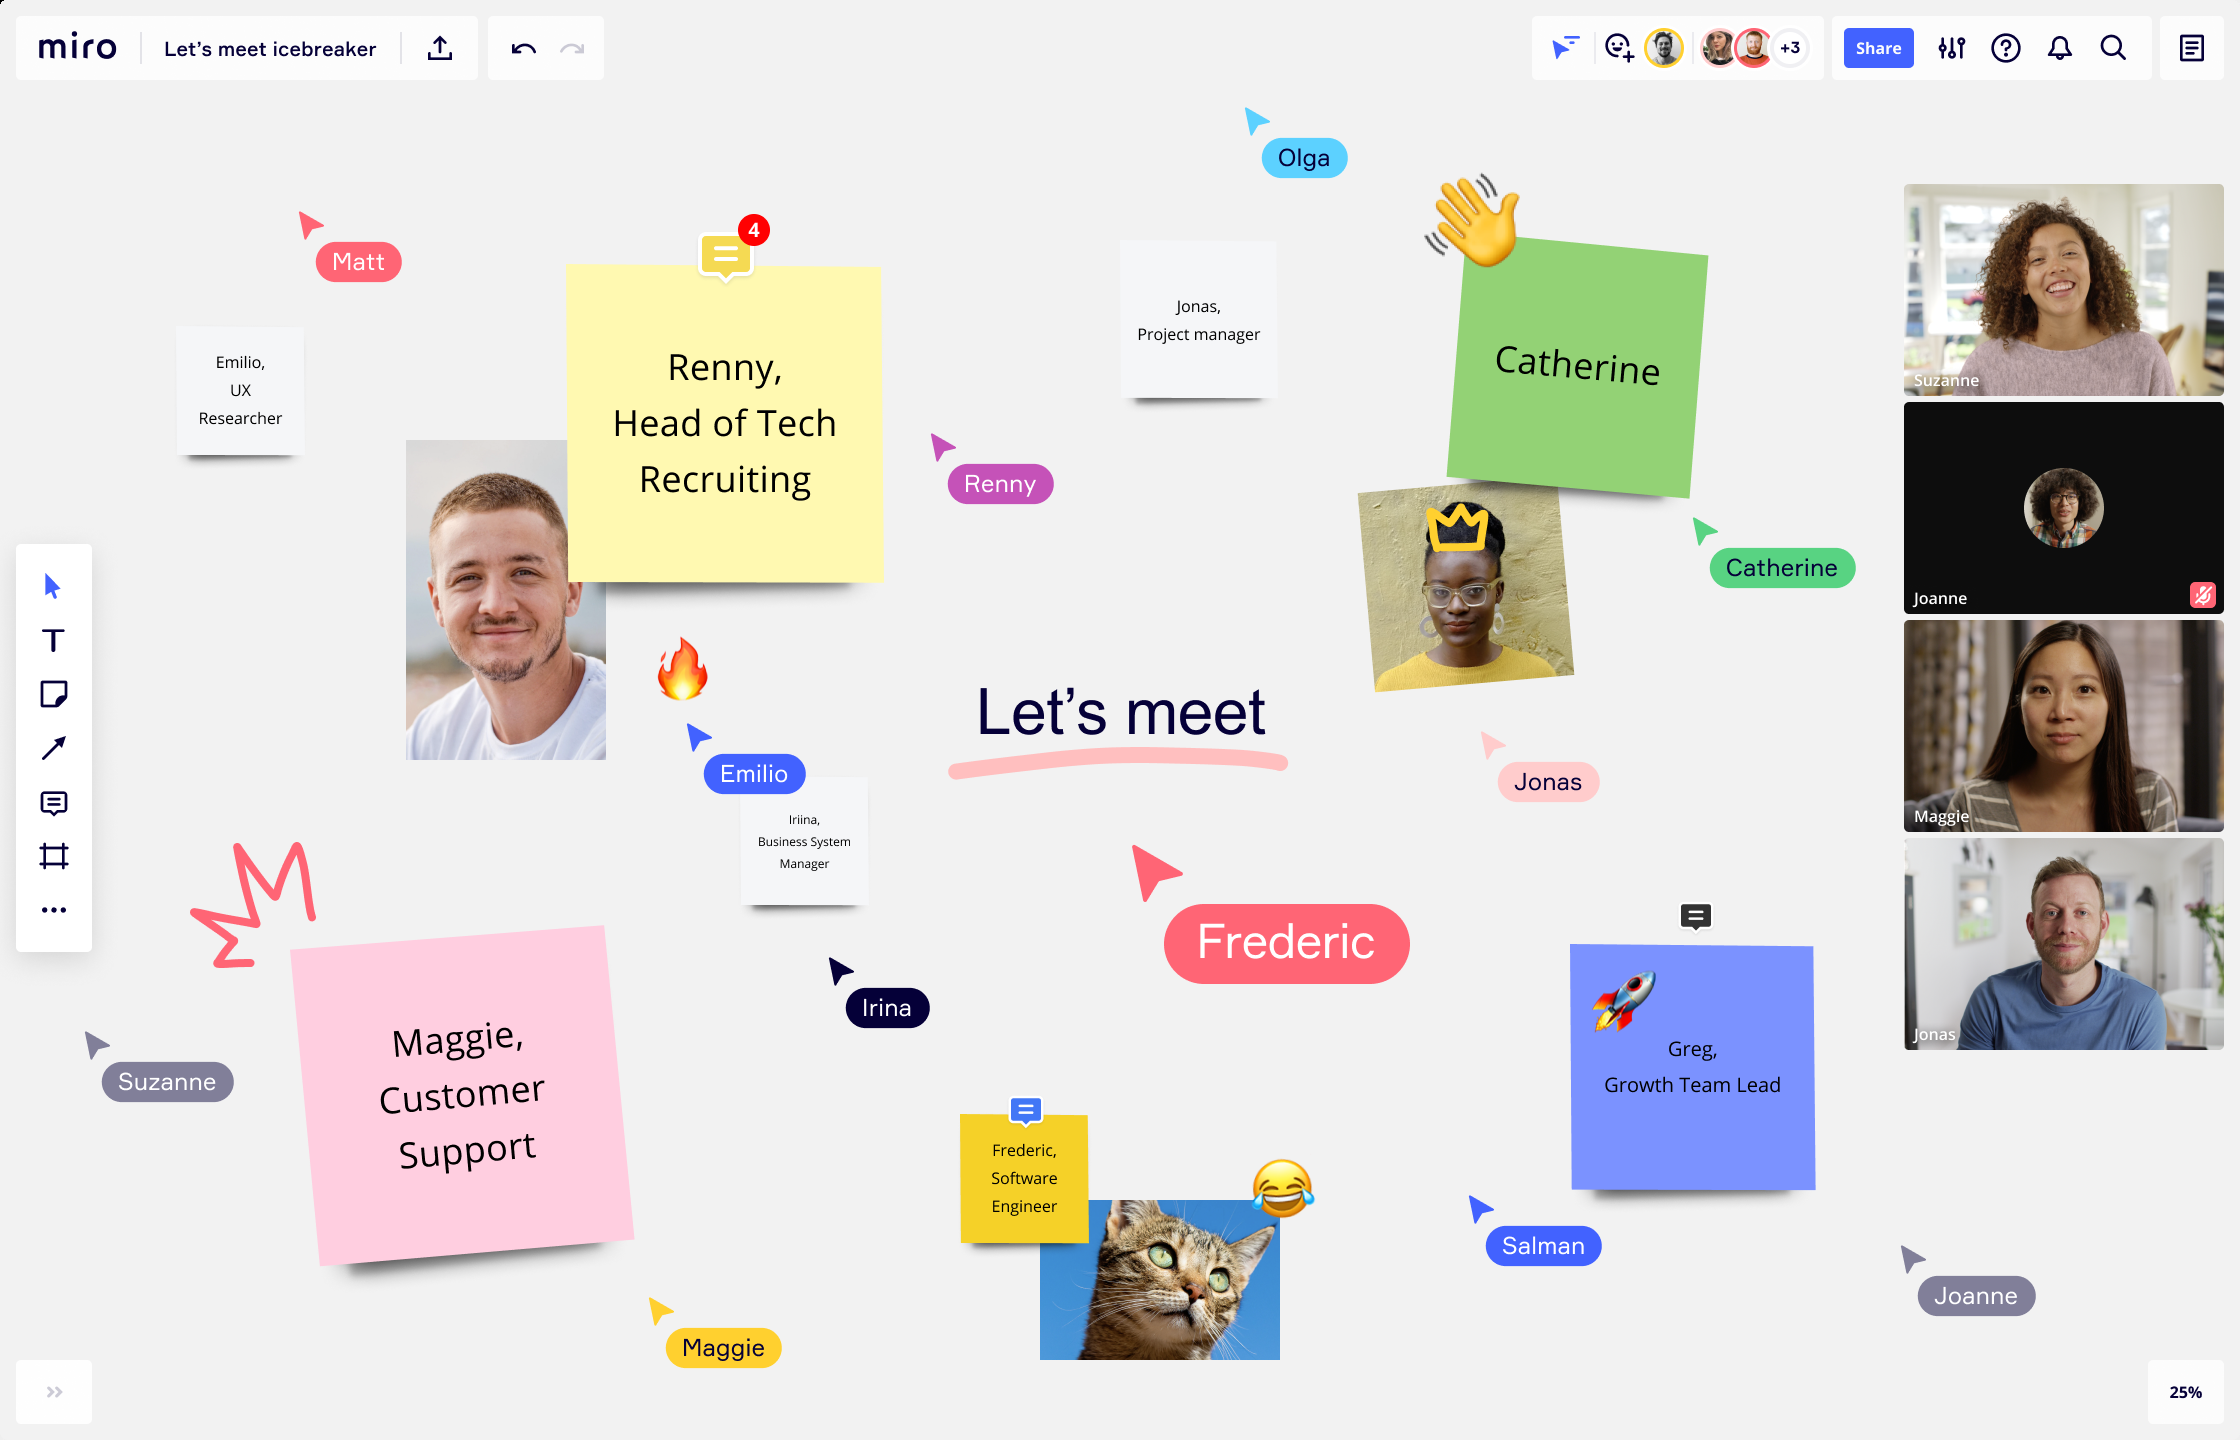 miro
Let's meet icebreaker
+3
Share
Olga
Matt
4
Emilio,
UX
Researcher
Renny,
Head of Tech
Recruiting
Jonas,
Project manager
Catherine
Renny
Catherine
Suzanne
Joanne
Maggie
Jonas
Let's meet
Emilio
Jonas
Iriina,
Business System
Manager
Frederic
Irina
Suzanne
Maggie,
Customer
Support
Greg,
Growth Team Lead
Frederic,
Software
Engineer
Salman
Joanne
Maggie
25%